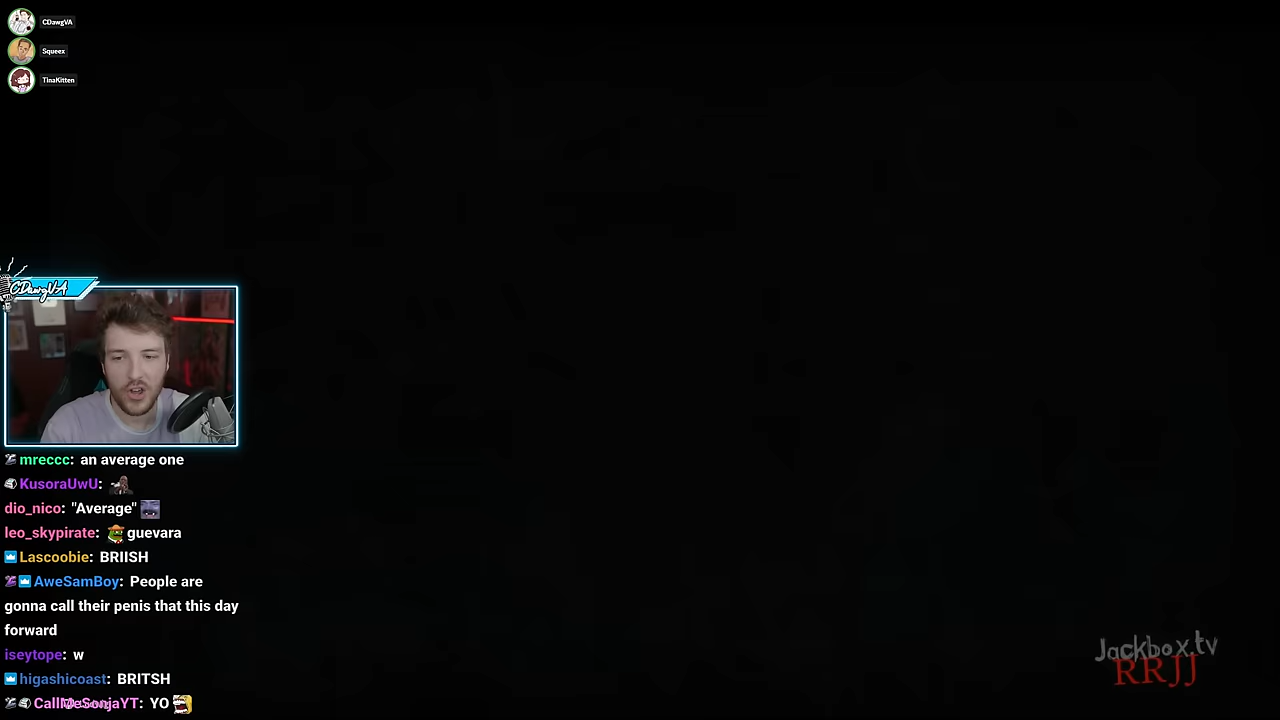 CDawgVA
Squeex
TinaKitten
CDawgVA
mreccc: an average one
KusoraUwU:
dio_nico: "Average"
leo_skypirate: guevara
Lascoobie: BRIISH
AweSamBoy: People are
gonna call their penis that this day
forward
iseytope: w
higashicoast: BRITSH
CallMeSonjaYT: YO
Jackbox.tv
RRJJ